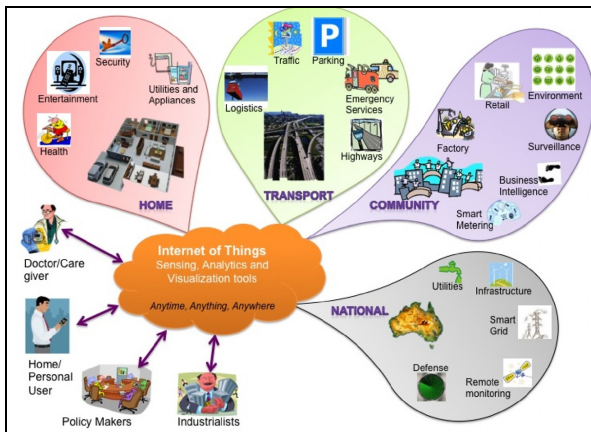 Security
Entertainment
Utilities and
Appliances
Health
HOME
Traffic
P
Parking
Logistics
Emergency
Services
Highways
TRANSPORT
Environment
Retail
Factory
Surveillance
Business
Intelligence
COMMUNITY
Smart
Metering
Internet of Things
Sensing, Analytics and
Visualization tools
Anytime, Anything, Anywhere
Doctor/Care
giver
Home/
Personal
User
Policy Makers
Industrialists
NATIONAL
Utilities
Infrastructure
Smart
Grid
Defense
Remote
monitoring